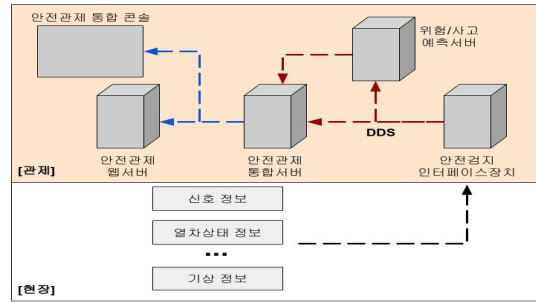 안전관제 통합 콘솔
위험/사고
예측서버
DDS
안전관제
웹서버
안전관제
통합서버
안전검지
인터페이스장치
[관제]
신호 정보
열차상태 정보
...
기상 정보
[현장]